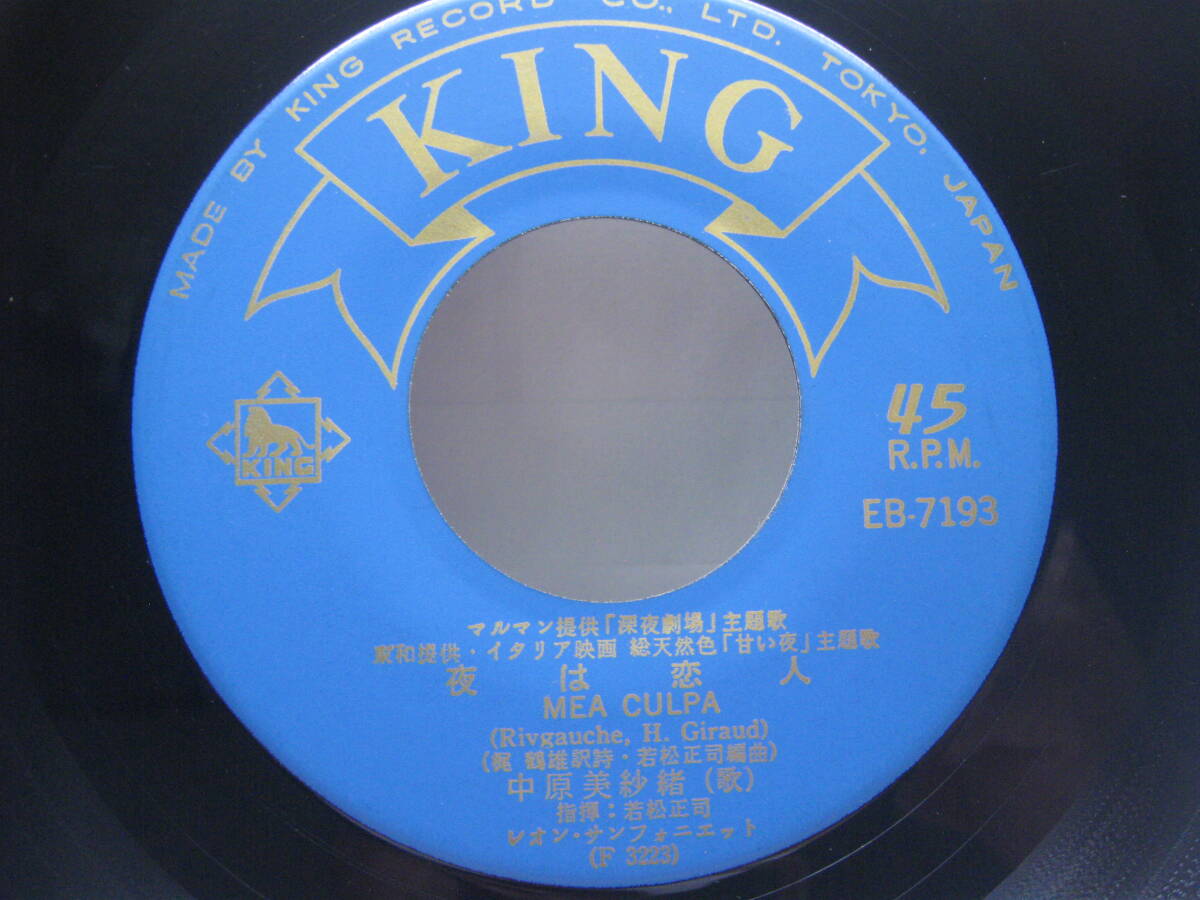 MADE BY KING RECORD CO., LTD. TOKYO, JAPAN
KING
KING
45
R.P.M.
EB-7193
マルマン提供「深夜劇場」主題歌
東和提供・イタリア映画 総天然色「甘い夜」主題歌
夜は恋人
MEA CULPA
(Rivgauche, H. Giraud)
(梶 鶴雄訳詩・若松正司編曲)
中原美紗緒(歌)
指揮：若松正司
レオン・サンフォニエット
(F 3223)